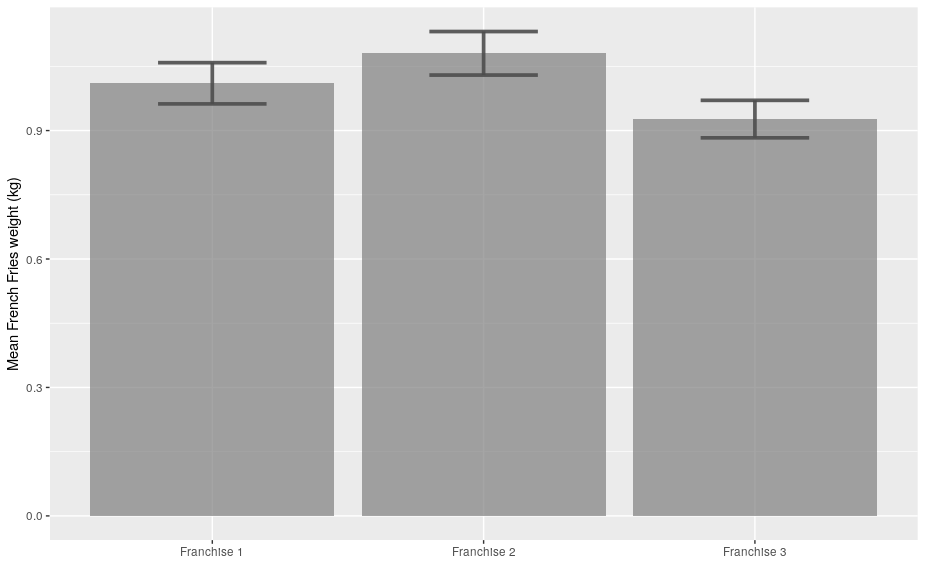 Mean French Fries weight (kg)
0.9
0.6
0.3
0.0
Franchise 1
Franchise 2
Franchise 3